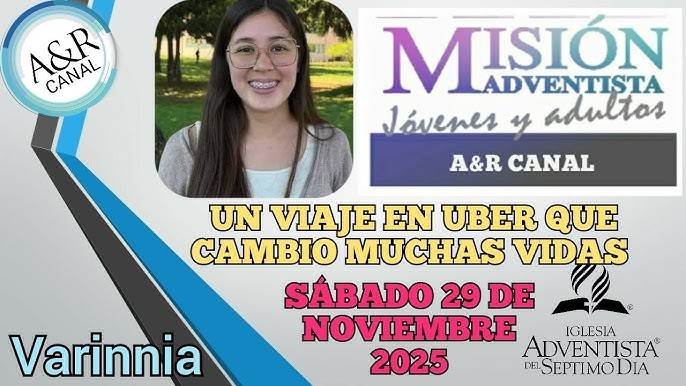 A&R
CANAL
MISIÓN
ADVENTISTA
Jóvenes y adultos
A&R CANAL
UN VIAJE EN UBER QUE
CAMBIO MUCHAS VIDAS
SÁBADO 29 DE
NOVIEMBRE
2025
Varinnia
IGLESIA
ADVENTISTA®
DEL SÉPTIMO DÍA